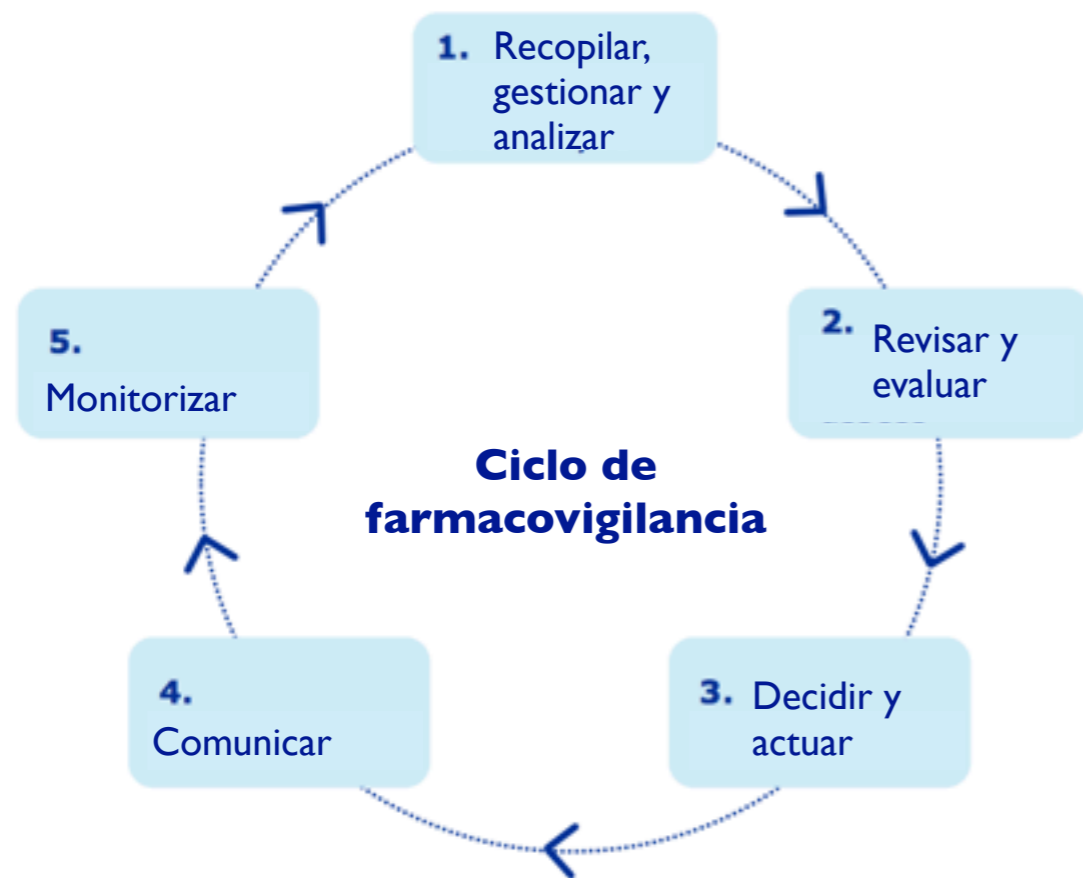 1. Recopilar,
gestionar y
analizar
2. Revisar y
evaluar
3. Decidir y
actuar
4.
Comunicar
5.
Monitorizar
Ciclo de
farmacovigilancia